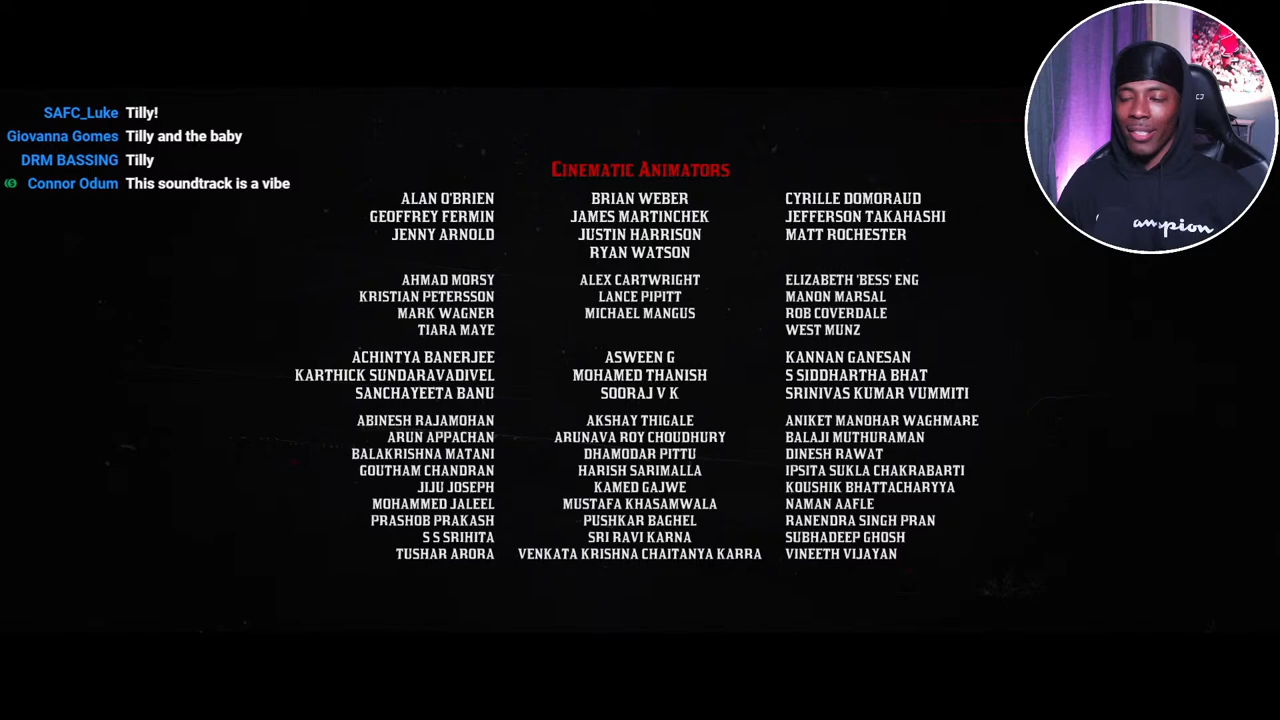 SAFC_Luke Tilly!
Giovanna Gomes Tilly and the baby
DRM BASSING Tilly
Connor Odum This soundtrack is a vibe
CINEMATIC ANIMATORS
ALAN O'BRIEN BRIAN WEBER CYRILLE DOMORAUD
GEOFFREY FERMIN JAMES MARTINCHEK JEFFERSON TAKAHASHI
JENNY ARNOLD JUSTIN HARRISON MATT ROCHESTER
RYAN WATSON
AHMAD MORSY ALEX CARTWRIGHT ELIZABETH 'BESS' ENG
KRISTIAN PETERSSON LANCE PIPITT MANON MARSAL
MARK WAGNER MICHAEL MANGUS ROB COVERDALE
TIARA MAYE WEST MUNZ
ACHINTYA BANERJEE ASWEEN G KANNAN GANESAN
KARTHICK SUNDARAVADIVEL MOHAMED THANISH S SIDDHARTHA BHAT
SANCHAYEETA BANU SOORAJ V K SRINIVAS KUMAR VUMMITI
ABINESH RAJAMOHAN AKSHAY THIGALE ANIKET MANOHAR WAGHMARE
ARUN APPACHAN ARUNAVA ROY CHOUDHURY BALAJI MUTHURAMAN
BALAKRISHNA MATANI DHAMODAR PITTU DINESH RAWAT
GOUTHAM CHANDRAN HARISH SARIMALLA IPSITA SUKLA CHAKRABARTI
JIJU JOSEPH KAMED GAJWE KOUSHIK BHATTACHARYYA
MOHAMMED JALEEL MUSTAFA KHASAMWALA NAMAN AAFLE
PRASHOB PRAKASH PUSHKAR BAGHEL RANENDRA SINGH PRAN
S S SRIHITA SRI RAVI KARNA SUBHADEEP GHOSH
TUSHAR ARORA VENKATA KRISHNA CHAITANYA KARRA VINEETH VIJAYAN